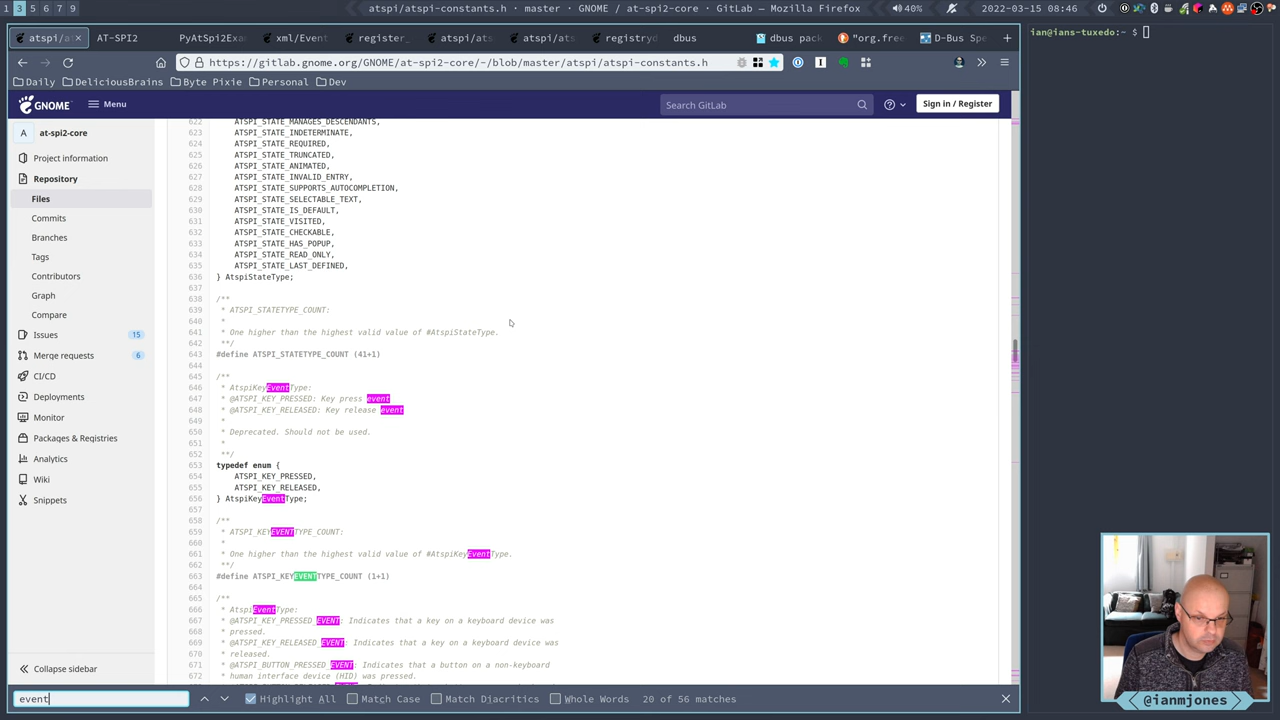 1 3 5 6 7 9
atspi/atspi-constants.h · master · GNOME / at-spi2-core · GitLab — Mozilla Firefox
40%
2022-03-15 08:46
atspi/ats
AT-SPI2
PyAtSpi2Exa
xml/Event
register
atspi/ats
atspi/ats
registryd
dbus
dbus pack
"org.free
D-Bus Spe
https://gitlab.gnome.org/GNOME/at-spi2-core/-/blob/master/atspi/atspi-constants.h
Daily DeliciousBrains Byte Pixie Personal Dev
GNOME Menu Search GitLab Sign in / Register
A at-spi2-core
Project information
Repository
Files
Commits
Branches
Tags
Contributors
Graph
Compare
Issues 15
Merge requests 6
CI/CD
Deployments
Monitor
Packages & Registries
Analytics
Wiki
Snippets
Collapse sidebar
622 ATSPI_STATE_MANAGES_DESCENDANTS,
623 ATSPI_STATE_INDETERMINATE,
624 ATSPI_STATE_REQUIRED,
625 ATSPI_STATE_TRUNCATED,
626 ATSPI_STATE_ANIMATED,
627 ATSPI_STATE_INVALID_ENTRY,
628 ATSPI_STATE_SUPPORTS_AUTOCOMPLETION,
629 ATSPI_STATE_SELECTABLE_TEXT,
630 ATSPI_STATE_IS_DEFAULT,
631 ATSPI_STATE_VISITED,
632 ATSPI_STATE_CHECKABLE,
633 ATSPI_STATE_HAS_POPUP,
634 ATSPI_STATE_READ_ONLY,
635 ATSPI_STATE_LAST_DEFINED,
636 } AtspiStateType;
637
638 /**
639 * ATSPI_STATETYPE_COUNT:
640 *
641 * One higher than the highest valid value of #AtspiStateType.
642 **/
643 #define ATSPI_STATETYPE_COUNT (41+1)
644
645 /**
646 * AtspiKeyEventType:
647 * @ATSPI_KEY_PRESSED: Key press event
648 * @ATSPI_KEY_RELEASED: Key release event
649 *
650 * Deprecated. Should not be used.
651 *
652 **/
653 typedef enum {
654 ATSPI_KEY_PRESSED,
655 ATSPI_KEY_RELEASED,
656 } AtspiKeyEventType;
657
658 /**
659 * ATSPI_KEYEVENTTYPE_COUNT:
660 *
661 * One higher than the highest valid value of #AtspiKeyEventType.
662 **/
663 #define ATSPI_KEYEVENTTYPE_COUNT (1+1)
664
665 /**
666 * AtspiEventType:
667 * @ATSPI_KEY_PRESSED_EVENT: Indicates that a key on a keyboard device was
668 * pressed.
669 * @ATSPI_KEY_RELEASED_EVENT: Indicates that a key on a keyboard device was
670 * released.
671 * @ATSPI_BUTTON_PRESSED_EVENT: Indicates that a button on a non-keyboard
672 * human interface device (HID) was pressed.
event Highlight All Match Case Match Diacritics Whole Words 20 of 56 matches
ian@ians-tuxedo:~ $
@ianmjones